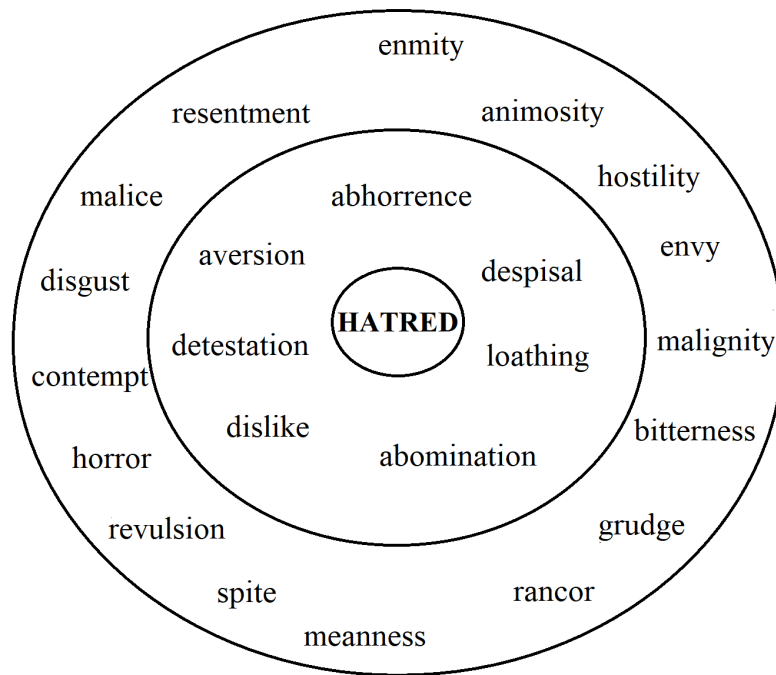 enmity
resentment
animosity
hostility
malice
abhorrence
aversion
envy
disgust
despisal
HATRED
detestation
loathing
malignity
contempt
dislike
bitterness
horror
abomination
revulsion
grudge
spite
rancor
meanness